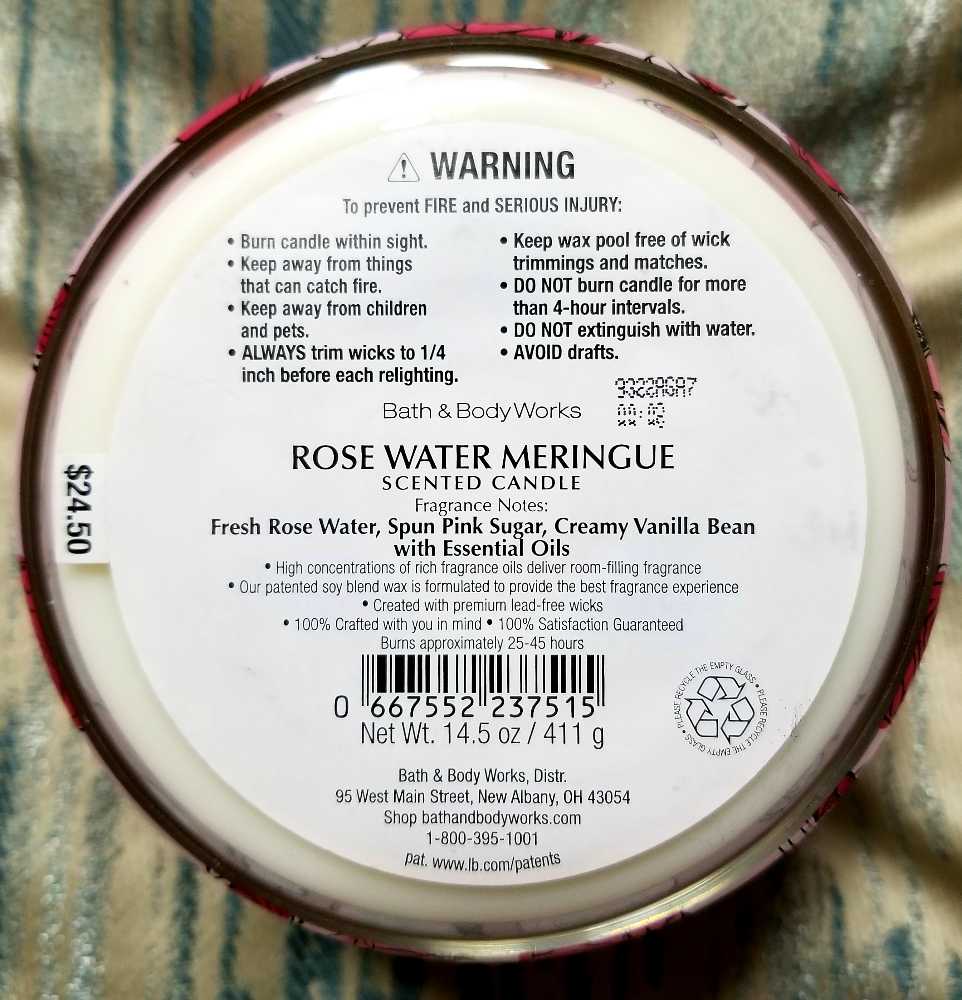 ⚠ WARNING
To prevent FIRE and SERIOUS INJURY:
• Burn candle within sight.
• Keep away from things
that can catch fire.
• Keep away from children
and pets.
• ALWAYS trim wicks to 1/4
inch before each relighting.
• Keep wax pool free of wick
trimmings and matches.
• DO NOT burn candle for more
than 4-hour intervals.
• DO NOT extinguish with water.
• AVOID drafts.
Bath & Body Works
ROSE WATER MERINGUE
SCENTED CANDLE
Fragrance Notes:
Fresh Rose Water, Spun Pink Sugar, Creamy Vanilla Bean
with Essential Oils
• High concentrations of rich fragrance oils deliver room-filling fragrance
• Our patented soy blend wax is formulated to provide the best fragrance experience
• Created with premium lead-free wicks
• 100% Crafted with you in mind • 100% Satisfaction Guaranteed
Burns approximately 25-45 hours
0 667552 237515
Net Wt. 14.5 oz / 411 g
• PLEASE RECYCLE THE EMPTY GLASS • PLEASE RECYCLE THE EMPTY GLASS
Bath & Body Works, Distr.
95 West Main Street, New Albany, OH 43054
Shop bathandbodyworks.com
1-800-395-1001
pat. www.lb.com/patents
$24.50